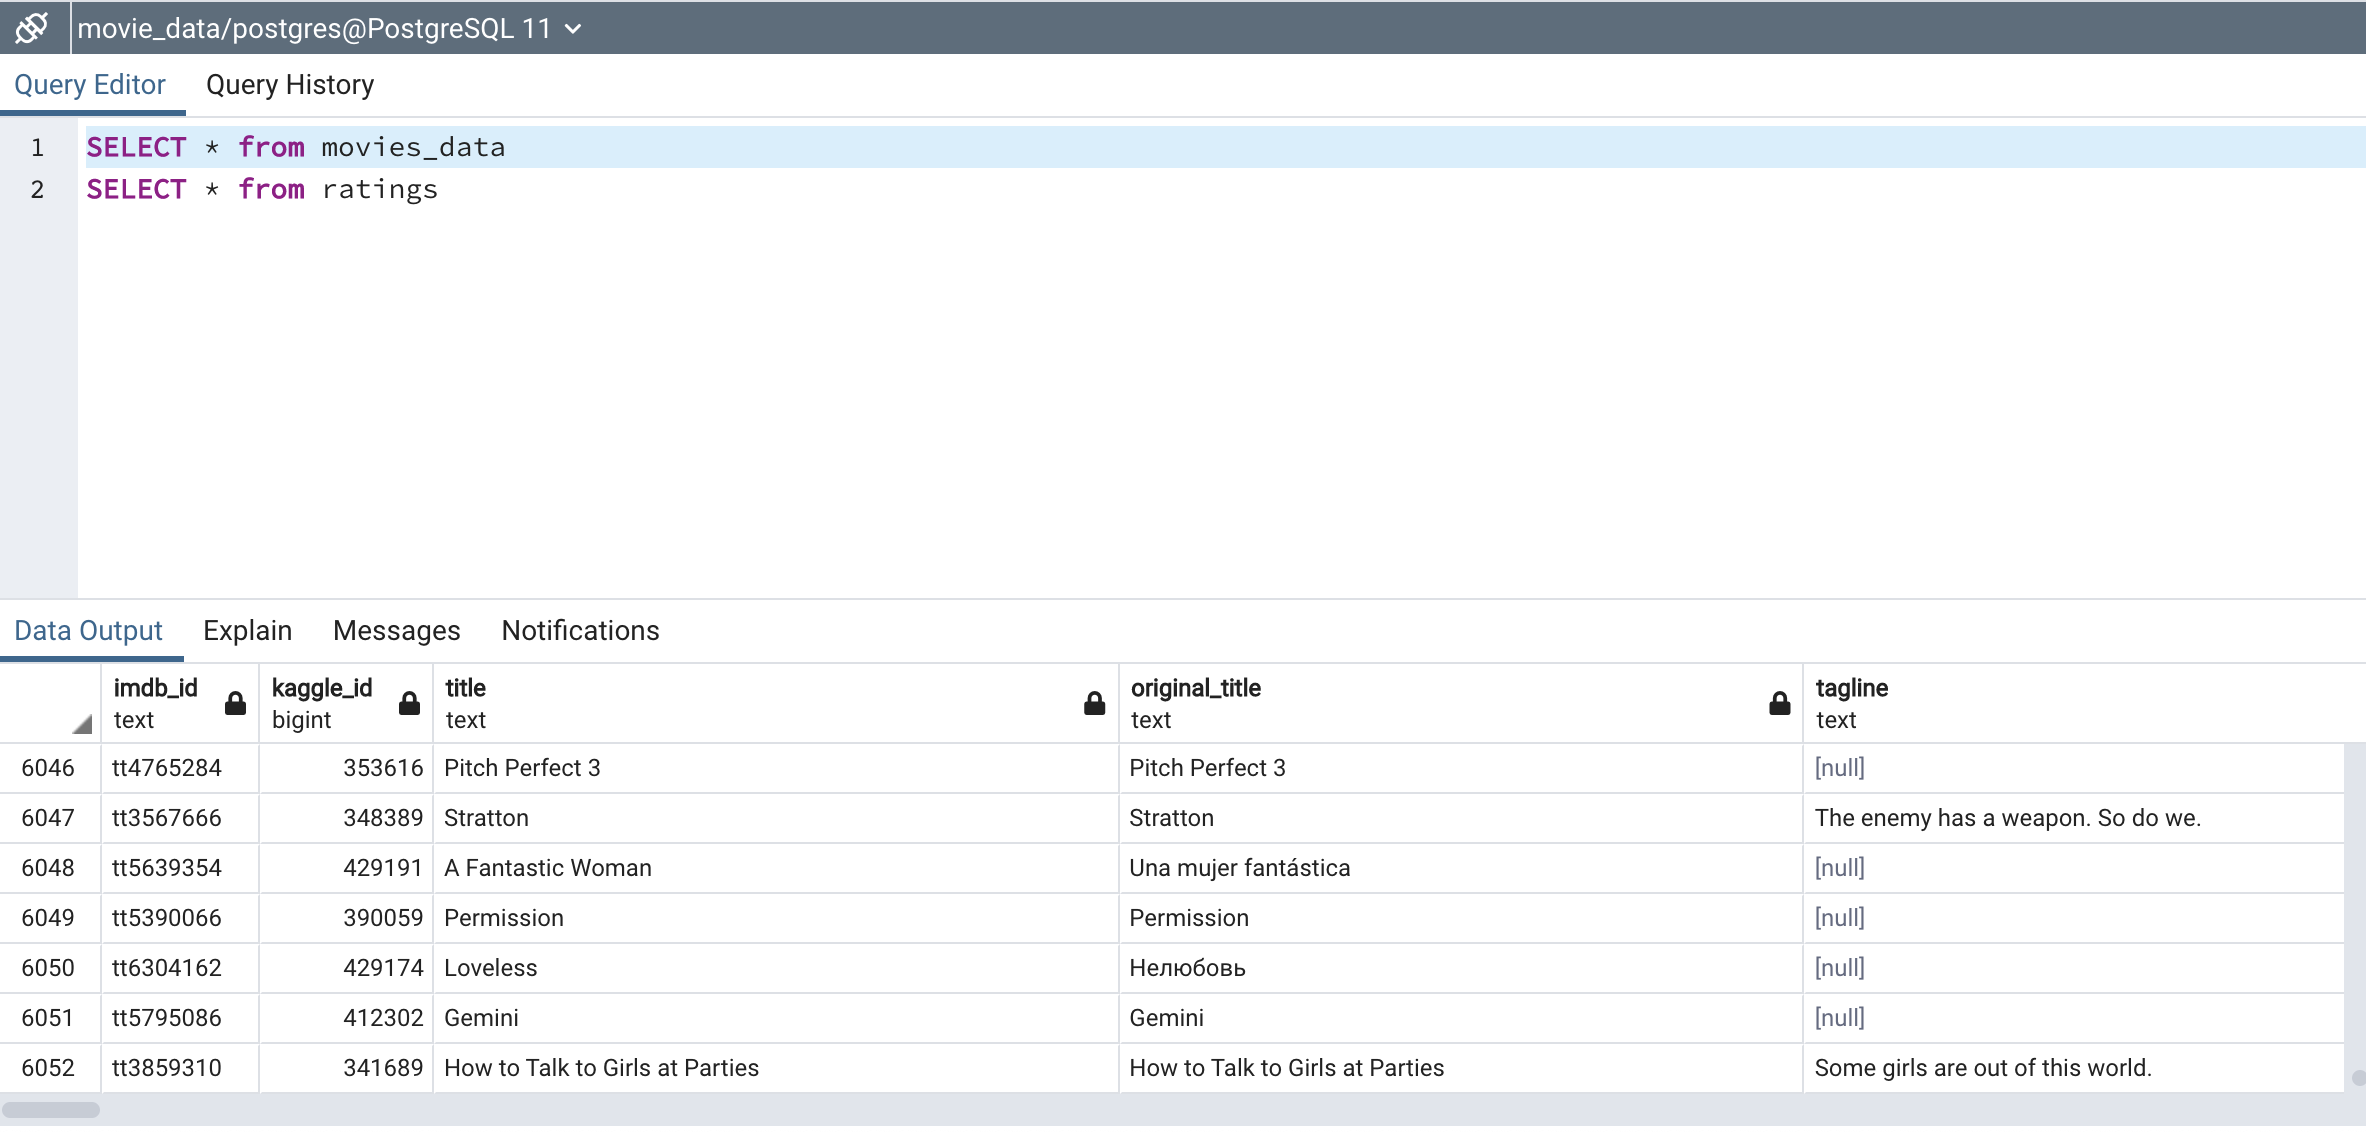 movie_data/postgres@PostgreSQL 11
Query Editor Query History
1 SELECT * from movies_data
2 SELECT * from ratings
Data Output Explain Messages Notifications
imdb_id kaggle_id title original_title tagline
text bigint text text text
6046 tt4765284 353616 Pitch Perfect 3 Pitch Perfect 3 [null]
6047 tt3567666 348389 Stratton Stratton The enemy has a weapon. So do we.
6048 tt5639354 429191 A Fantastic Woman Una mujer fantástica [null]
6049 tt5390066 390059 Permission Permission [null]
6050 tt6304162 429174 Loveless Нелюбовь [null]
6051 tt5795086 412302 Gemini Gemini [null]
6052 tt3859310 341689 How to Talk to Girls at Parties How to Talk to Girls at Parties Some girls are out of this world.